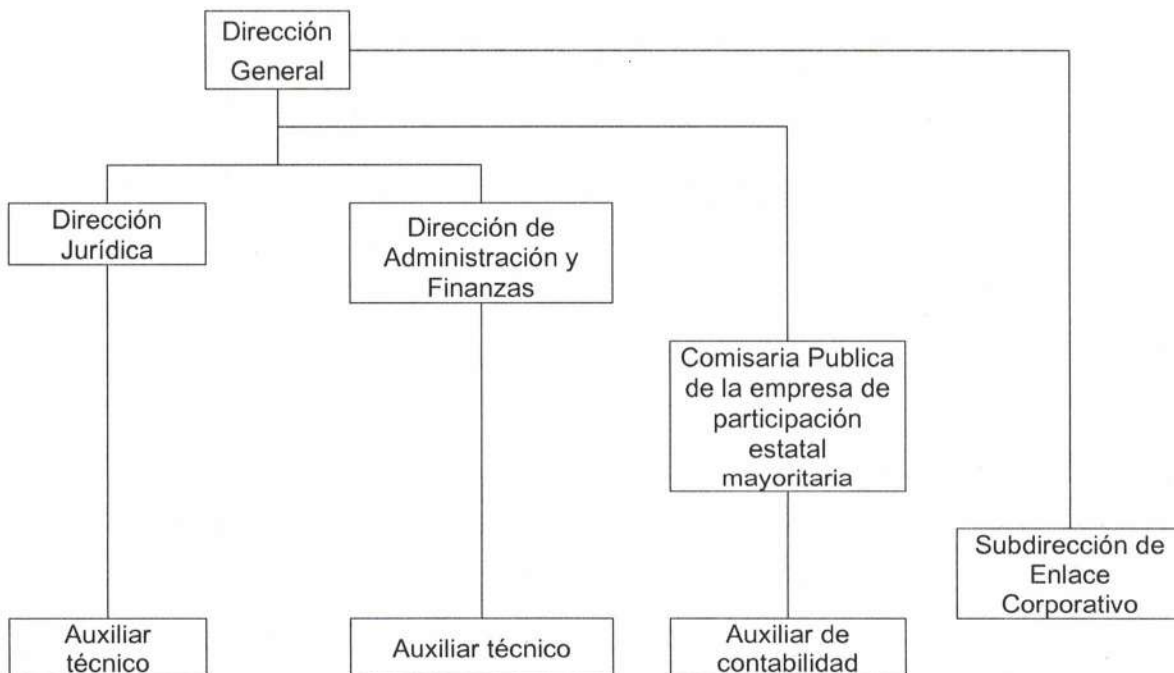 Dirección
General
Dirección
Jurídica
Dirección de
Administración y
Finanzas
Comisaria Publica
de la empresa de
participación
estatal
mayoritaria
Subdirección de
Enlace
Corporativo
Auxiliar
técnico
Auxiliar técnico
Auxiliar de
contabilidad